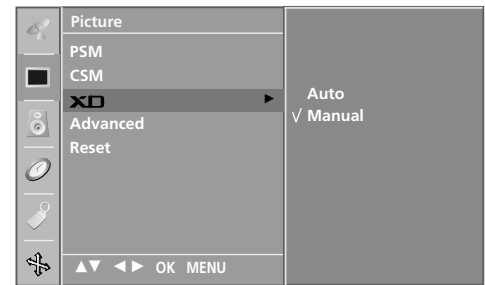 Picture
PSM
CSM
XD
Advanced
Reset
Auto
√ Manual
▲▼ ◄► OK MENU